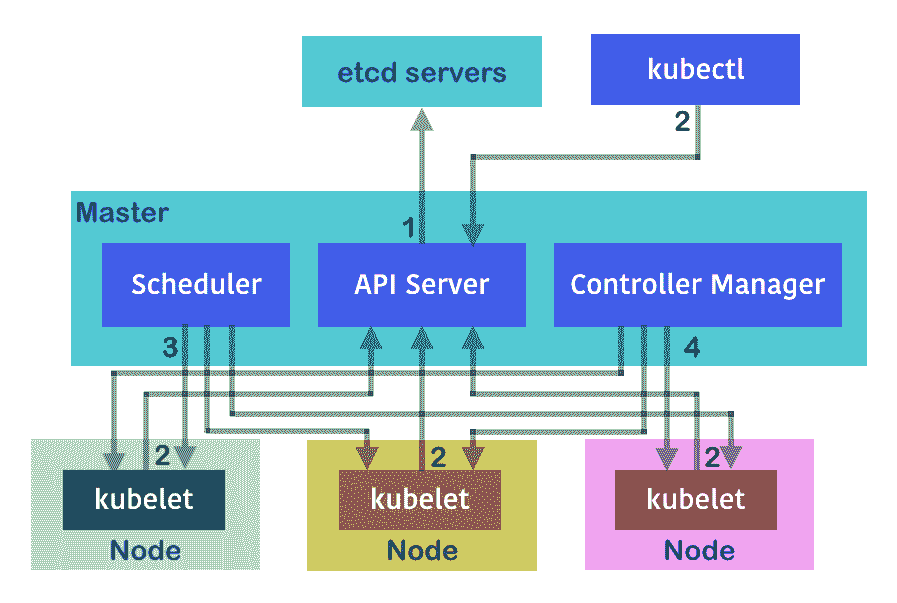 etcd servers
kubectl
2
Master
1
Scheduler
API Server
Controller Manager
3
4
2
2
2
kubelet
kubelet
kubelet
Node
Node
Node